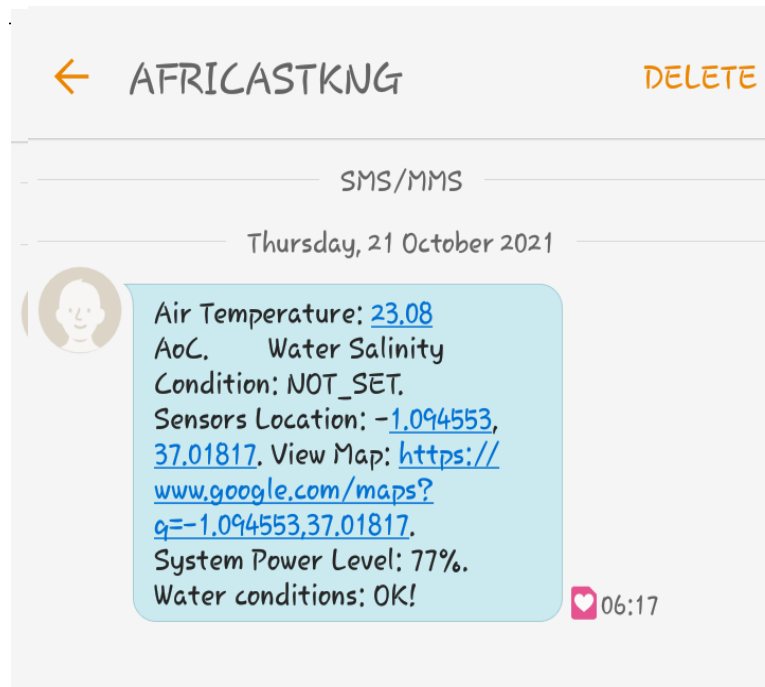 ← AFRICASTKNG DELETE
SMS/MMS
Thursday, 21 October 2021
Air Temperature: 23.08
AoC. Water Salinity
Condition: NOT_SET.
Sensors Location: -1.094553,
37.01817. View Map: https://
www.google.com/maps?
q=-1.094553,37.01817.
System Power Level: 77%.
Water conditions: OK!
06:17